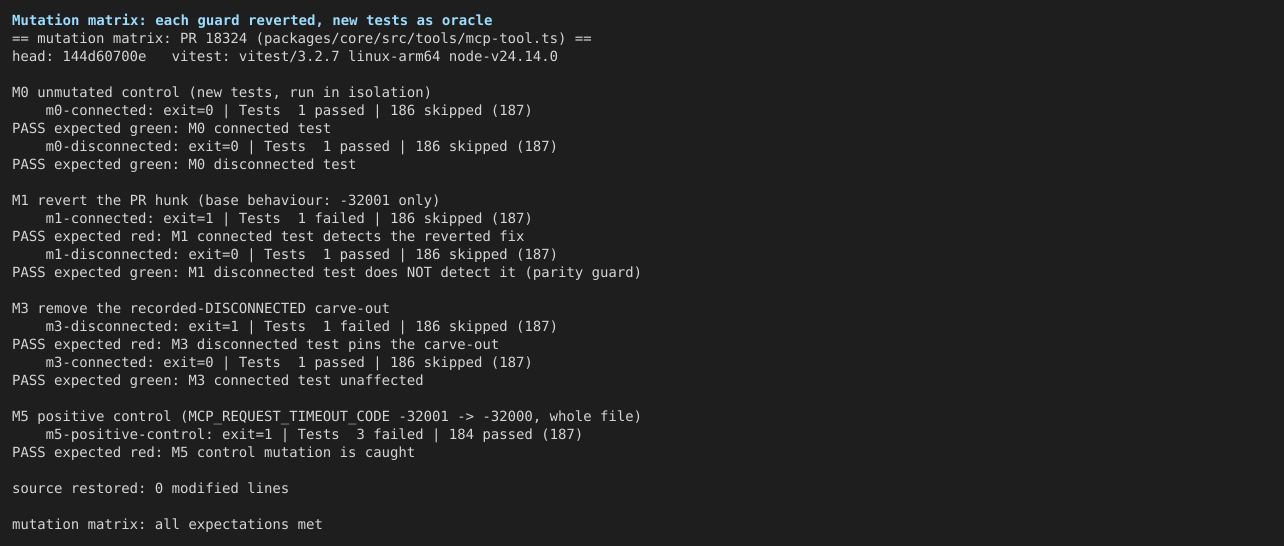 Mutation matrix: each guard reverted, new tests as oracle
== mutation matrix: PR 18324 (packages/core/src/tools/mcp-tool.ts) ==
head: 144d60700e   vitest: vitest/3.2.7 linux-arm64 node-v24.14.0

M0 unmutated control (new tests, run in isolation)
    m0-connected: exit=0 | Tests  1 passed | 186 skipped (187)
PASS expected green: M0 connected test
    m0-disconnected: exit=0 | Tests  1 passed | 186 skipped (187)
PASS expected green: M0 disconnected test

M1 revert the PR hunk (base behaviour: -32001 only)
    m1-connected: exit=1 | Tests  1 failed | 186 skipped (187)
PASS expected red: M1 connected test detects the reverted fix
    m1-disconnected: exit=0 | Tests  1 passed | 186 skipped (187)
PASS expected green: M1 disconnected test does NOT detect it (parity guard)

M3 remove the recorded-DISCONNECTED carve-out
    m3-disconnected: exit=1 | Tests  1 failed | 186 skipped (187)
PASS expected red: M3 disconnected test pins the carve-out
    m3-connected: exit=0 | Tests  1 passed | 186 skipped (187)
PASS expected green: M3 connected test unaffected

M5 positive control (MCP_REQUEST_TIMEOUT_CODE -32001 -> -32000, whole file)
    m5-positive-control: exit=1 | Tests  3 failed | 184 passed (187)
PASS expected red: M5 control mutation is caught

source restored: 0 modified lines

mutation matrix: all expectations met